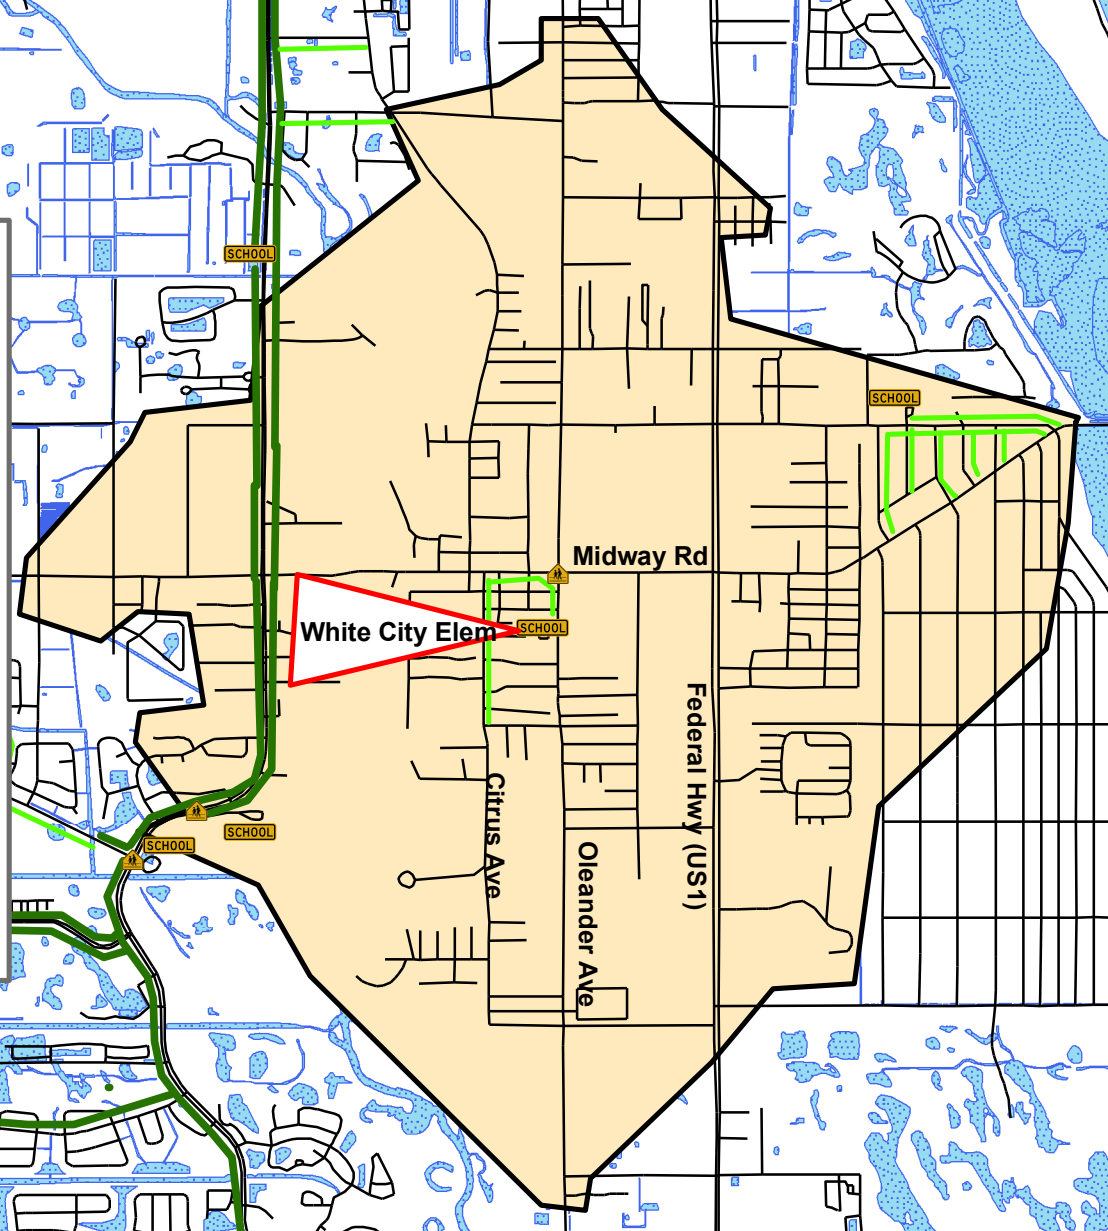 SCHOOL
SCHOOL
Midway Rd
White City Elem
SCHOOL
Federal Hwy (US1)
Citrus Ave
SCHOOL
SCHOOL
Oleander Ave